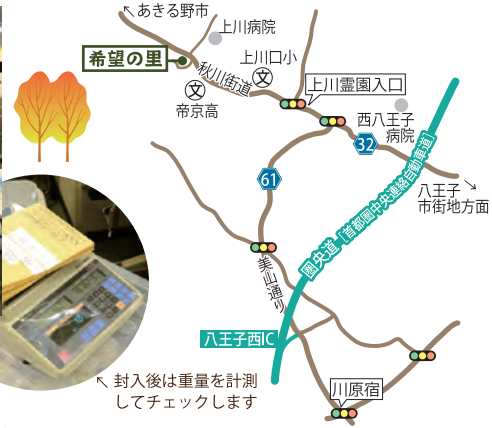 ↖あきる野市
上川病院
希望の里
上川口小
秋川街道
文
文
帝京高
上川霊園入口
西八王子
病院
32
61
八王子
市街地方面
圏央道 [首都圏中央連絡自動車道]
美山通り
八王子西IC
川原宿
↖ 封入後は重量を計測
してチェックします